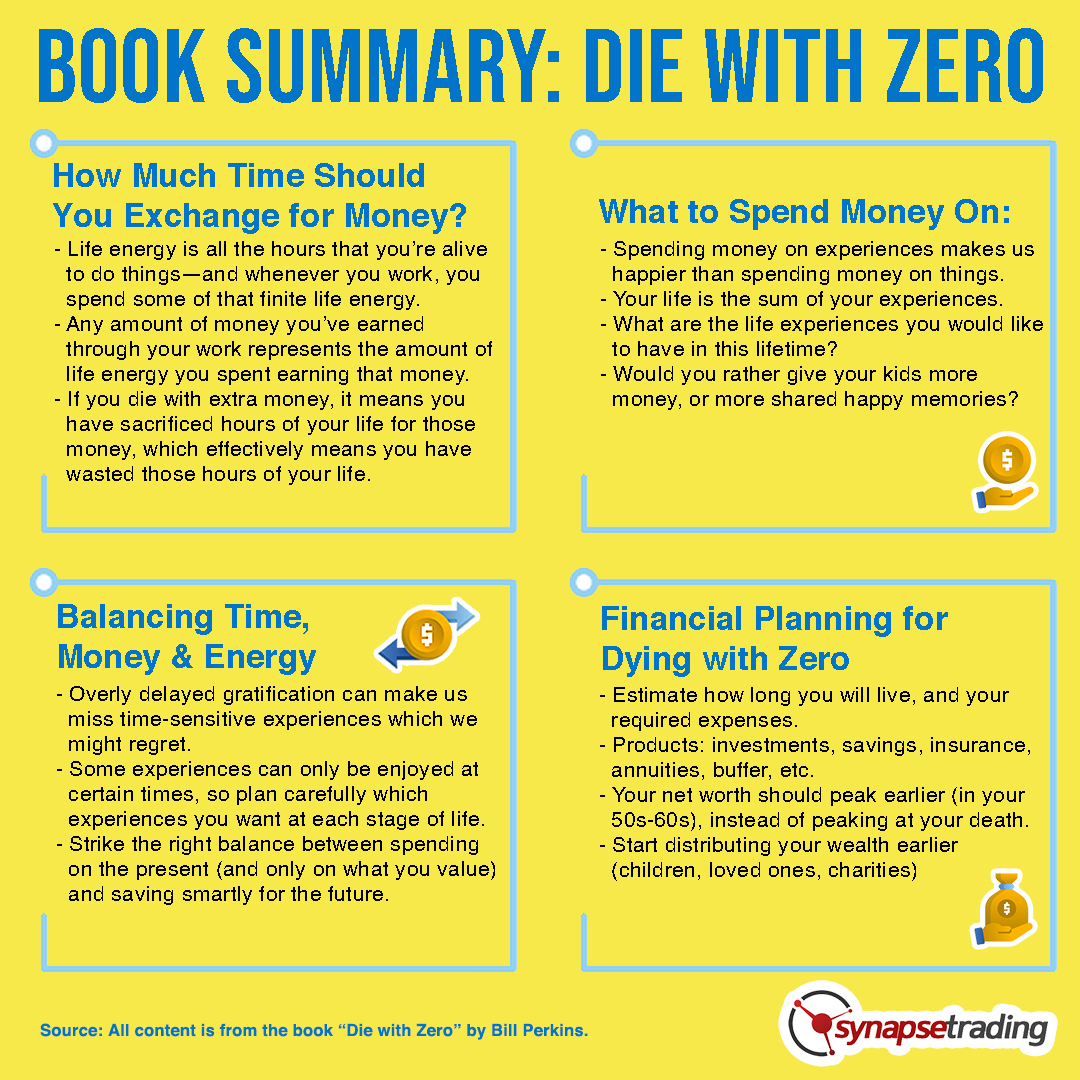 BOOK SUMMARY: DIE WITH ZERO
How Much Time Should
You Exchange for Money?
- Life energy is all the hours that you're alive
to do things—and whenever you work, you
spend some of that finite life energy.
- Any amount of money you've earned
through your work represents the amount of
life energy you spent earning that money.
- If you die with extra money, it means you
have sacrificed hours of your life for those
money, which effectively means you have
wasted those hours of your life.
What to Spend Money On:
- Spending money on experiences makes us
happier than spending money on things.
- Your life is the sum of your experiences.
- What are the life experiences you would like
to have in this lifetime?
- Would you rather give your kids more
money, or more shared happy memories?
$
Balancing Time,
Money & Energy
$
- Overly delayed gratification can make us
miss time-sensitive experiences which we
might regret.
- Some experiences can only be enjoyed at
certain times, so plan carefully which
experiences you want at each stage of life.
- Strike the right balance between spending
on the present (and only on what you value)
and saving smartly for the future.
Financial Planning for
Dying with Zero
- Estimate how long you will live, and your
required expenses.
- Products: investments, savings, insurance,
annuities, buffer, etc.
- Your net worth should peak earlier (in your
50s-60s), instead of peaking at your death.
- Start distributing your wealth earlier
(children, loved ones, charities)
$
Source: All content is from the book “Die with Zero” by Bill Perkins.
synapsetrading